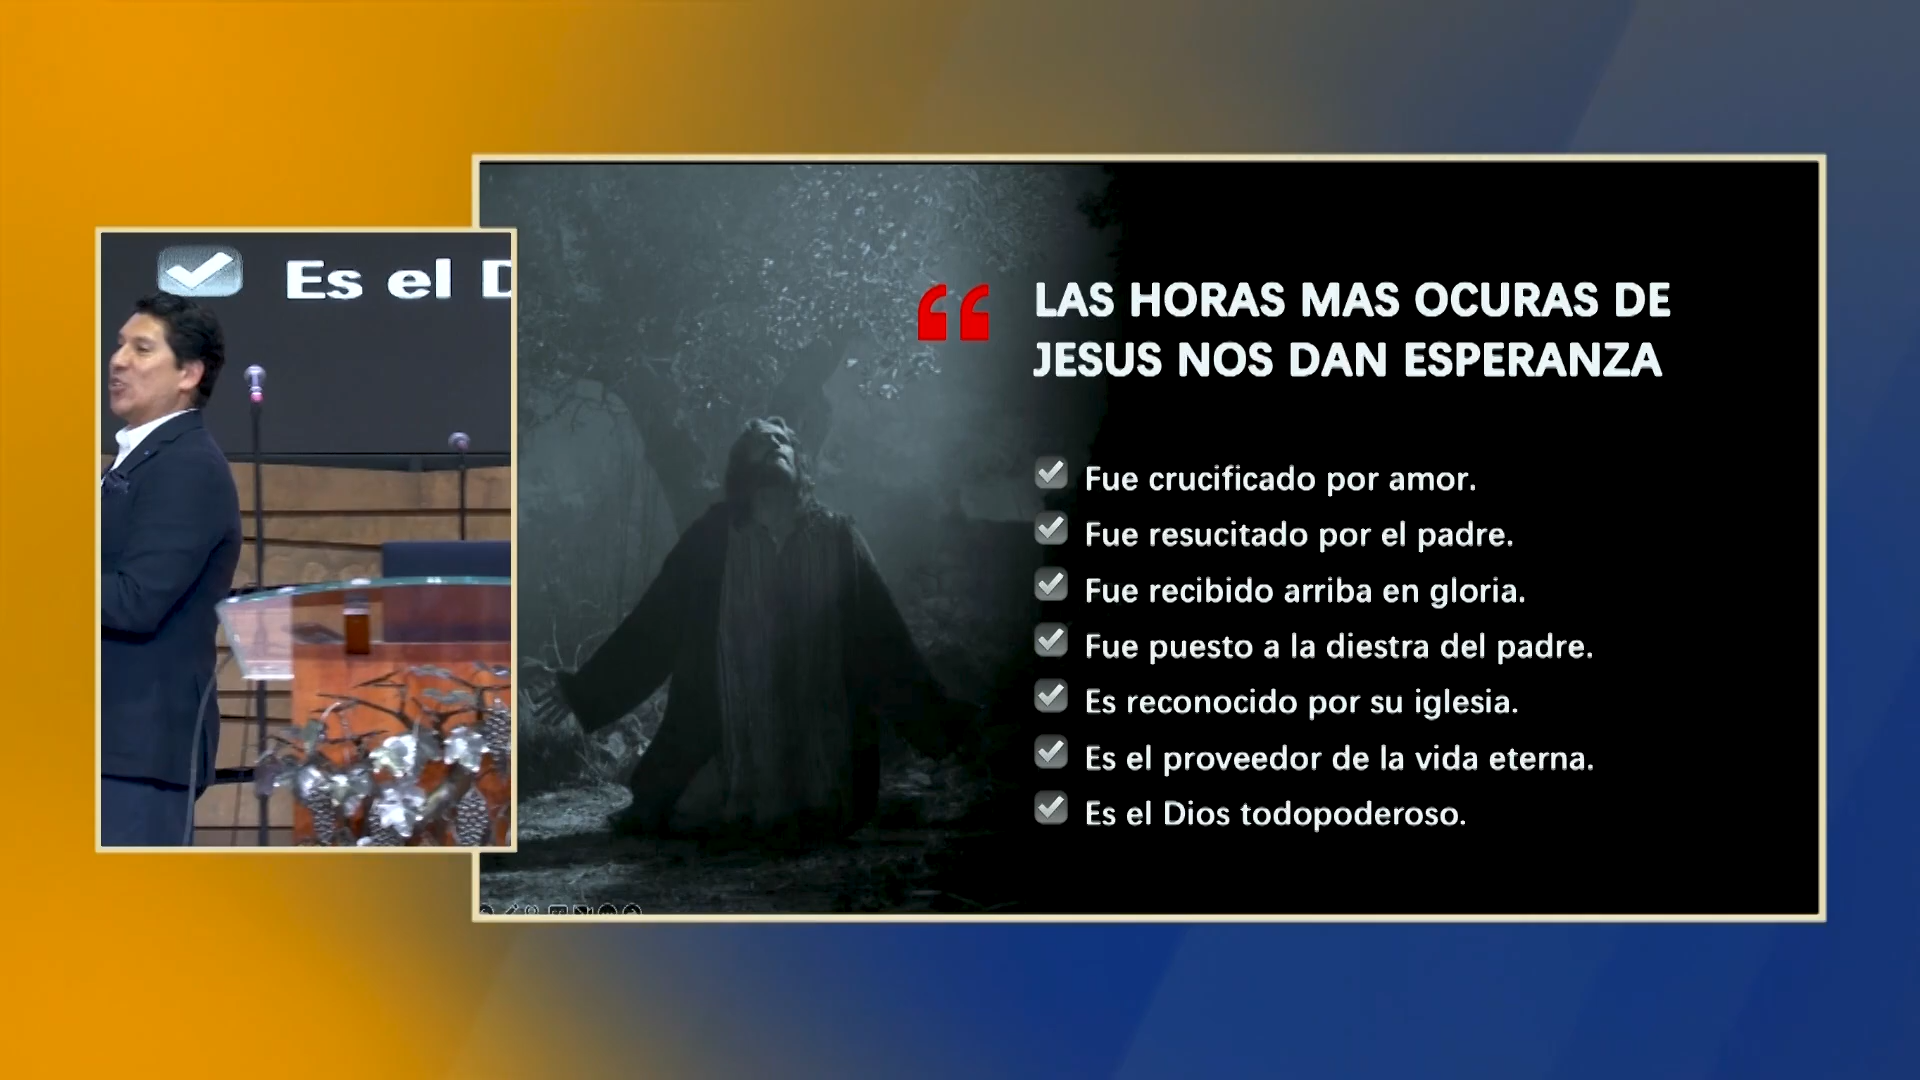 Es el D
LAS HORAS MAS OCURAS DE
JESUS NOS DAN ESPERANZA
Fue crucificado por amor.
Fue resucitado por el padre.
Fue recibido arriba en gloria.
Fue puesto a la diestra del padre.
Es reconocido por su iglesia.
Es el proveedor de la vida eterna.
Es el Dios todopoderoso.